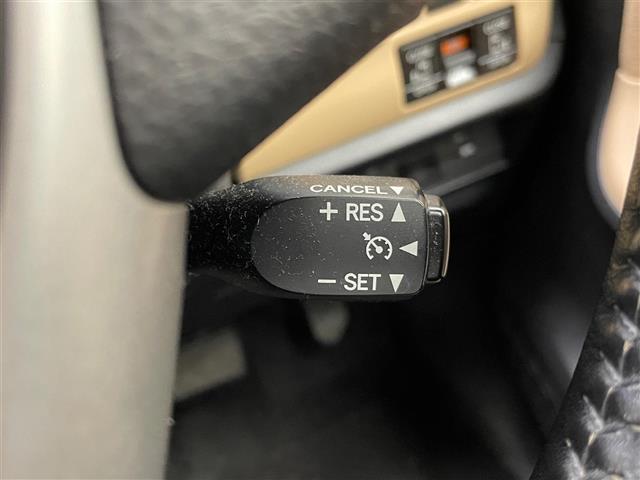 CANCEL ▼
+ RES ▲
◀
− SET ▼